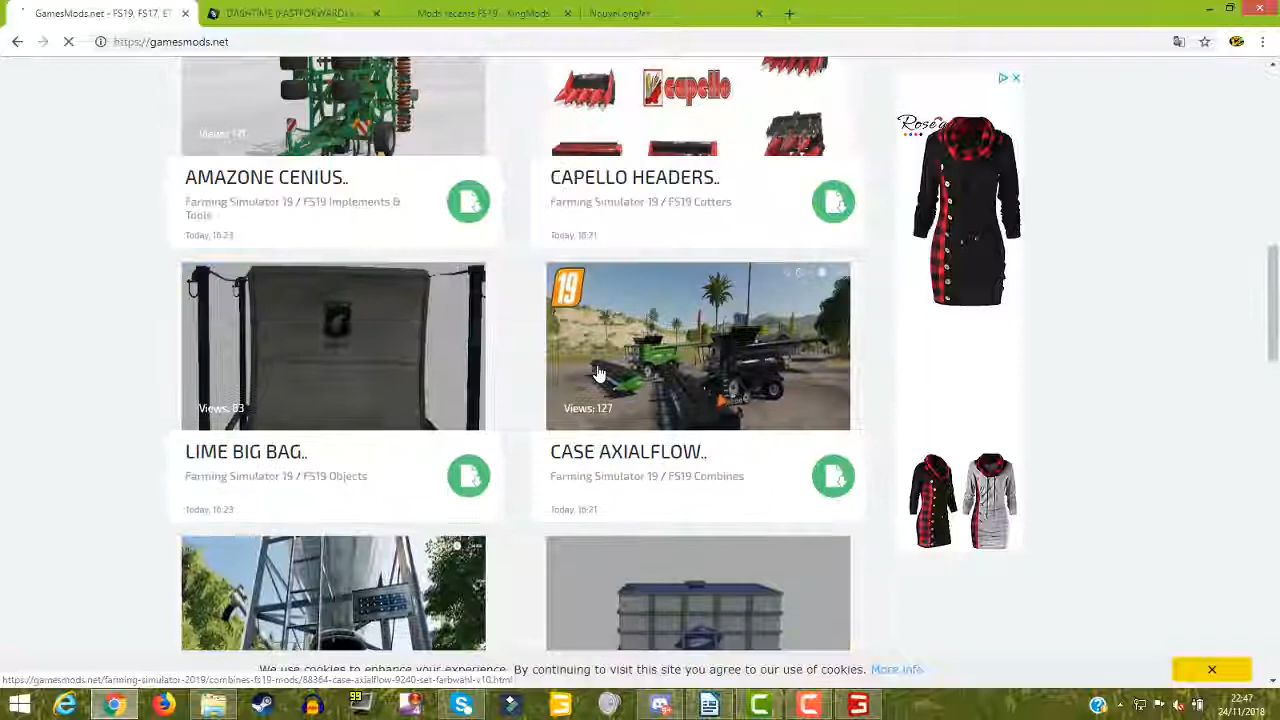 GamesMods.net - FS19, FS17, ET
DASHTIME (FASTFORWARD)
Mods récents FS19 - KingMods
Nouvel onglet
https://gamesmods.net
Views: 121
capello
AMAZONE CENIUS..
CAPELLO HEADERS..
Farming Simulator 19 / FS19 Implements &
Tools
Farming Simulator 19 / FS19 Cutters
Today, 16:23
Today, 16:21
19
Views: 83
Views: 127
LIME BIG BAG..
CASE AXIALFLOW..
Farming Simulator 19 / FS19 Objects
Farming Simulator 19 / FS19 Combines
Today, 16:23
Today, 16:21
We use cookies to enhance your experience. By continuing to visit this site you agree to our use of cookies. More info
99
22:47
24/11/2018